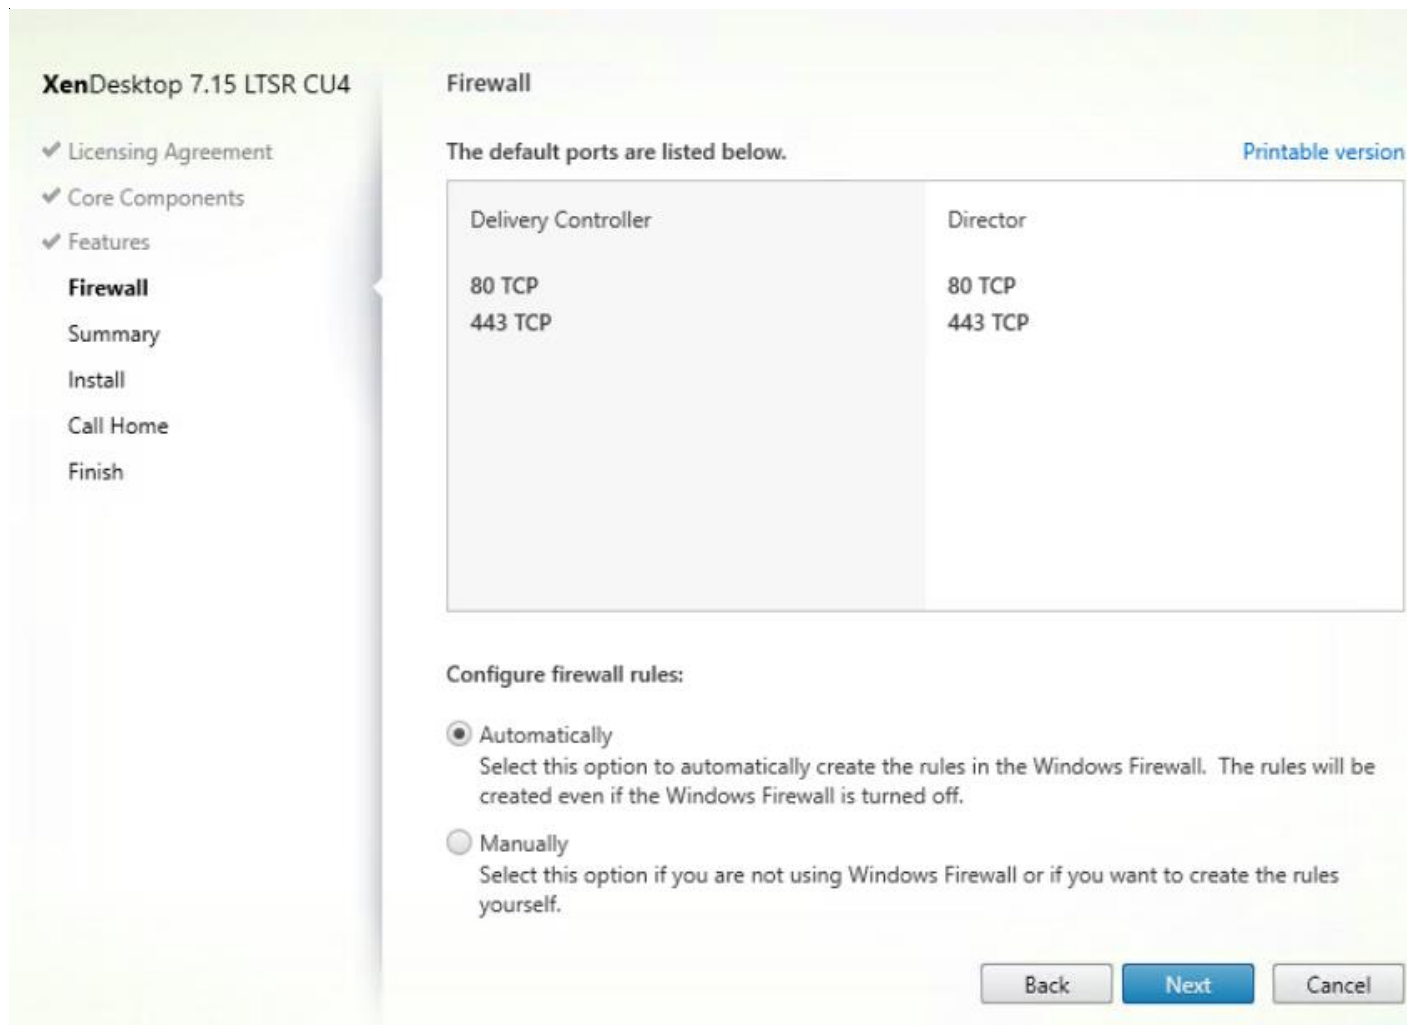 XenDesktop 7.15 LTSR CU4
Licensing Agreement
Core Components
Features
Firewall
Summary
Install
Call Home
Finish
Firewall
The default ports are listed below.
Printable version
Delivery Controller
80 TCP
443 TCP
Director
80 TCP
443 TCP
Configure firewall rules:
Automatically
Select this option to automatically create the rules in the Windows Firewall. The rules will be
created even if the Windows Firewall is turned off.
Manually
Select this option if you are not using Windows Firewall or if you want to create the rules
yourself.
Back
Next
Cancel